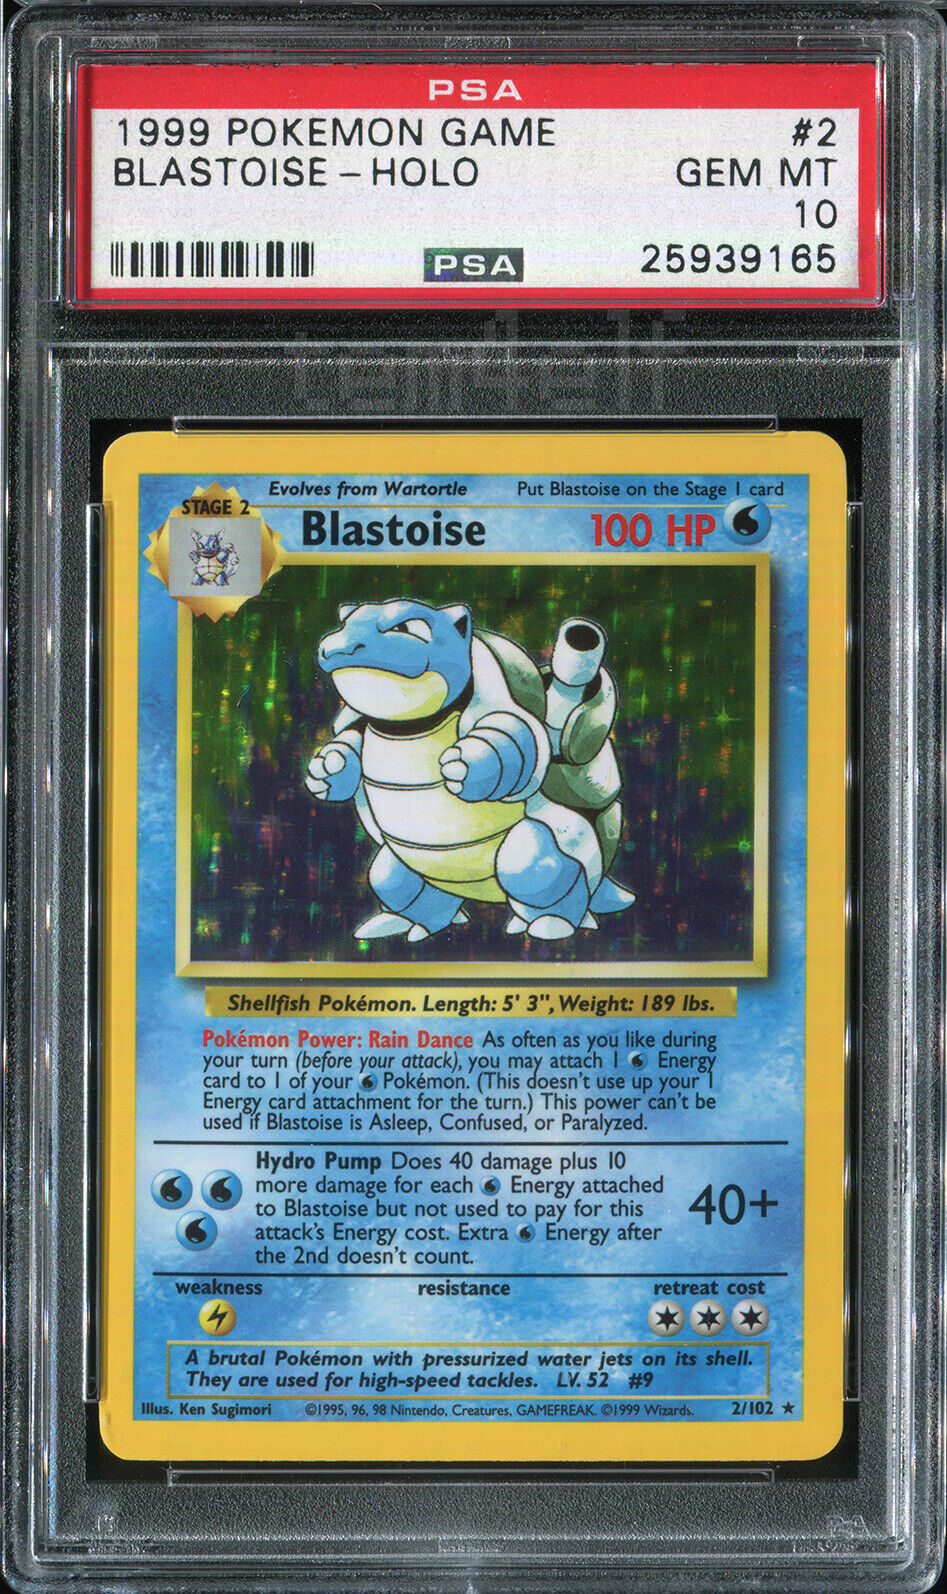 PSA
1999 POKEMON GAME #2
BLASTOISE – HOLO GEM MT
10
PSA 25939165
STAGE 2
Evolves from Wartortle Put Blastoise on the Stage 1 card
Blastoise 100 HP
Shellfish Pokémon. Length: 5' 3", Weight: 189 lbs.
Pokémon Power: Rain Dance As often as you like during
your turn (before your attack), you may attach 1 Energy
card to 1 of your Pokémon. (This doesn't use up your 1
Energy card attachment for the turn.) This power can't be
used if Blastoise is Asleep, Confused, or Paralyzed.
Hydro Pump Does 40 damage plus 10
more damage for each Energy attached
to Blastoise but not used to pay for this
attack's Energy cost. Extra Energy after
the 2nd doesn't count.
40+
weakness resistance retreat cost
A brutal Pokémon with pressurized water jets on its shell.
They are used for high-speed tackles. LV. 52 #9
Illus. Ken Sugimori ©1995, 96, 98 Nintendo, Creatures, GAMEFREAK. ©1999 Wizards. 2/102 ★